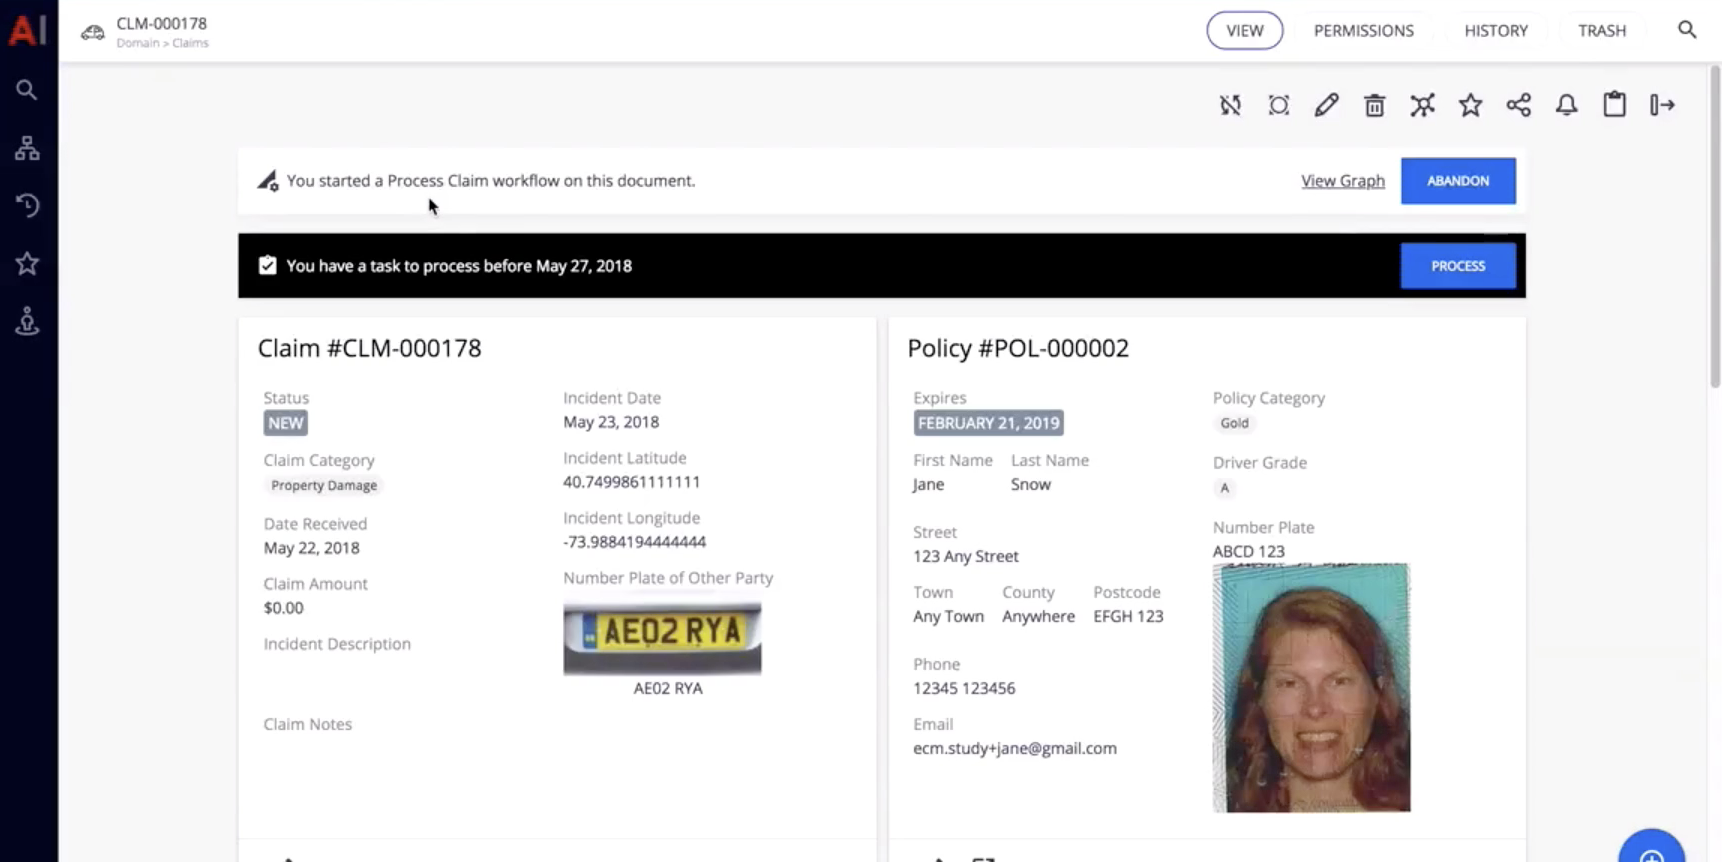 AI
CLM-000178
Domain > Claims
VIEW
PERMISSIONS
HISTORY
TRASH
You started a Process Claim workflow on this document.
View Graph
ABANDON
You have a task to process before May 27, 2018
PROCESS
Claim #CLM-000178
Status
NEW
Claim Category
Property Damage
Date Received
May 22, 2018
Claim Amount
$0.00
Incident Description
Claim Notes
Incident Date
May 23, 2018
Incident Latitude
40.7499861111111
Incident Longitude
-73.9884194444444
Number Plate of Other Party
AE02 RYA
AE02 RYA
Policy #POL-000002
Expires
FEBRUARY 21, 2019
First Name Last Name
Jane Snow
Street
123 Any Street
Town County Postcode
Any Town Anywhere EFGH 123
Phone
12345 123456
Email
ecm.study+jane@gmail.com
Policy Category
Gold
Driver Grade
A
Number Plate
ABCD 123